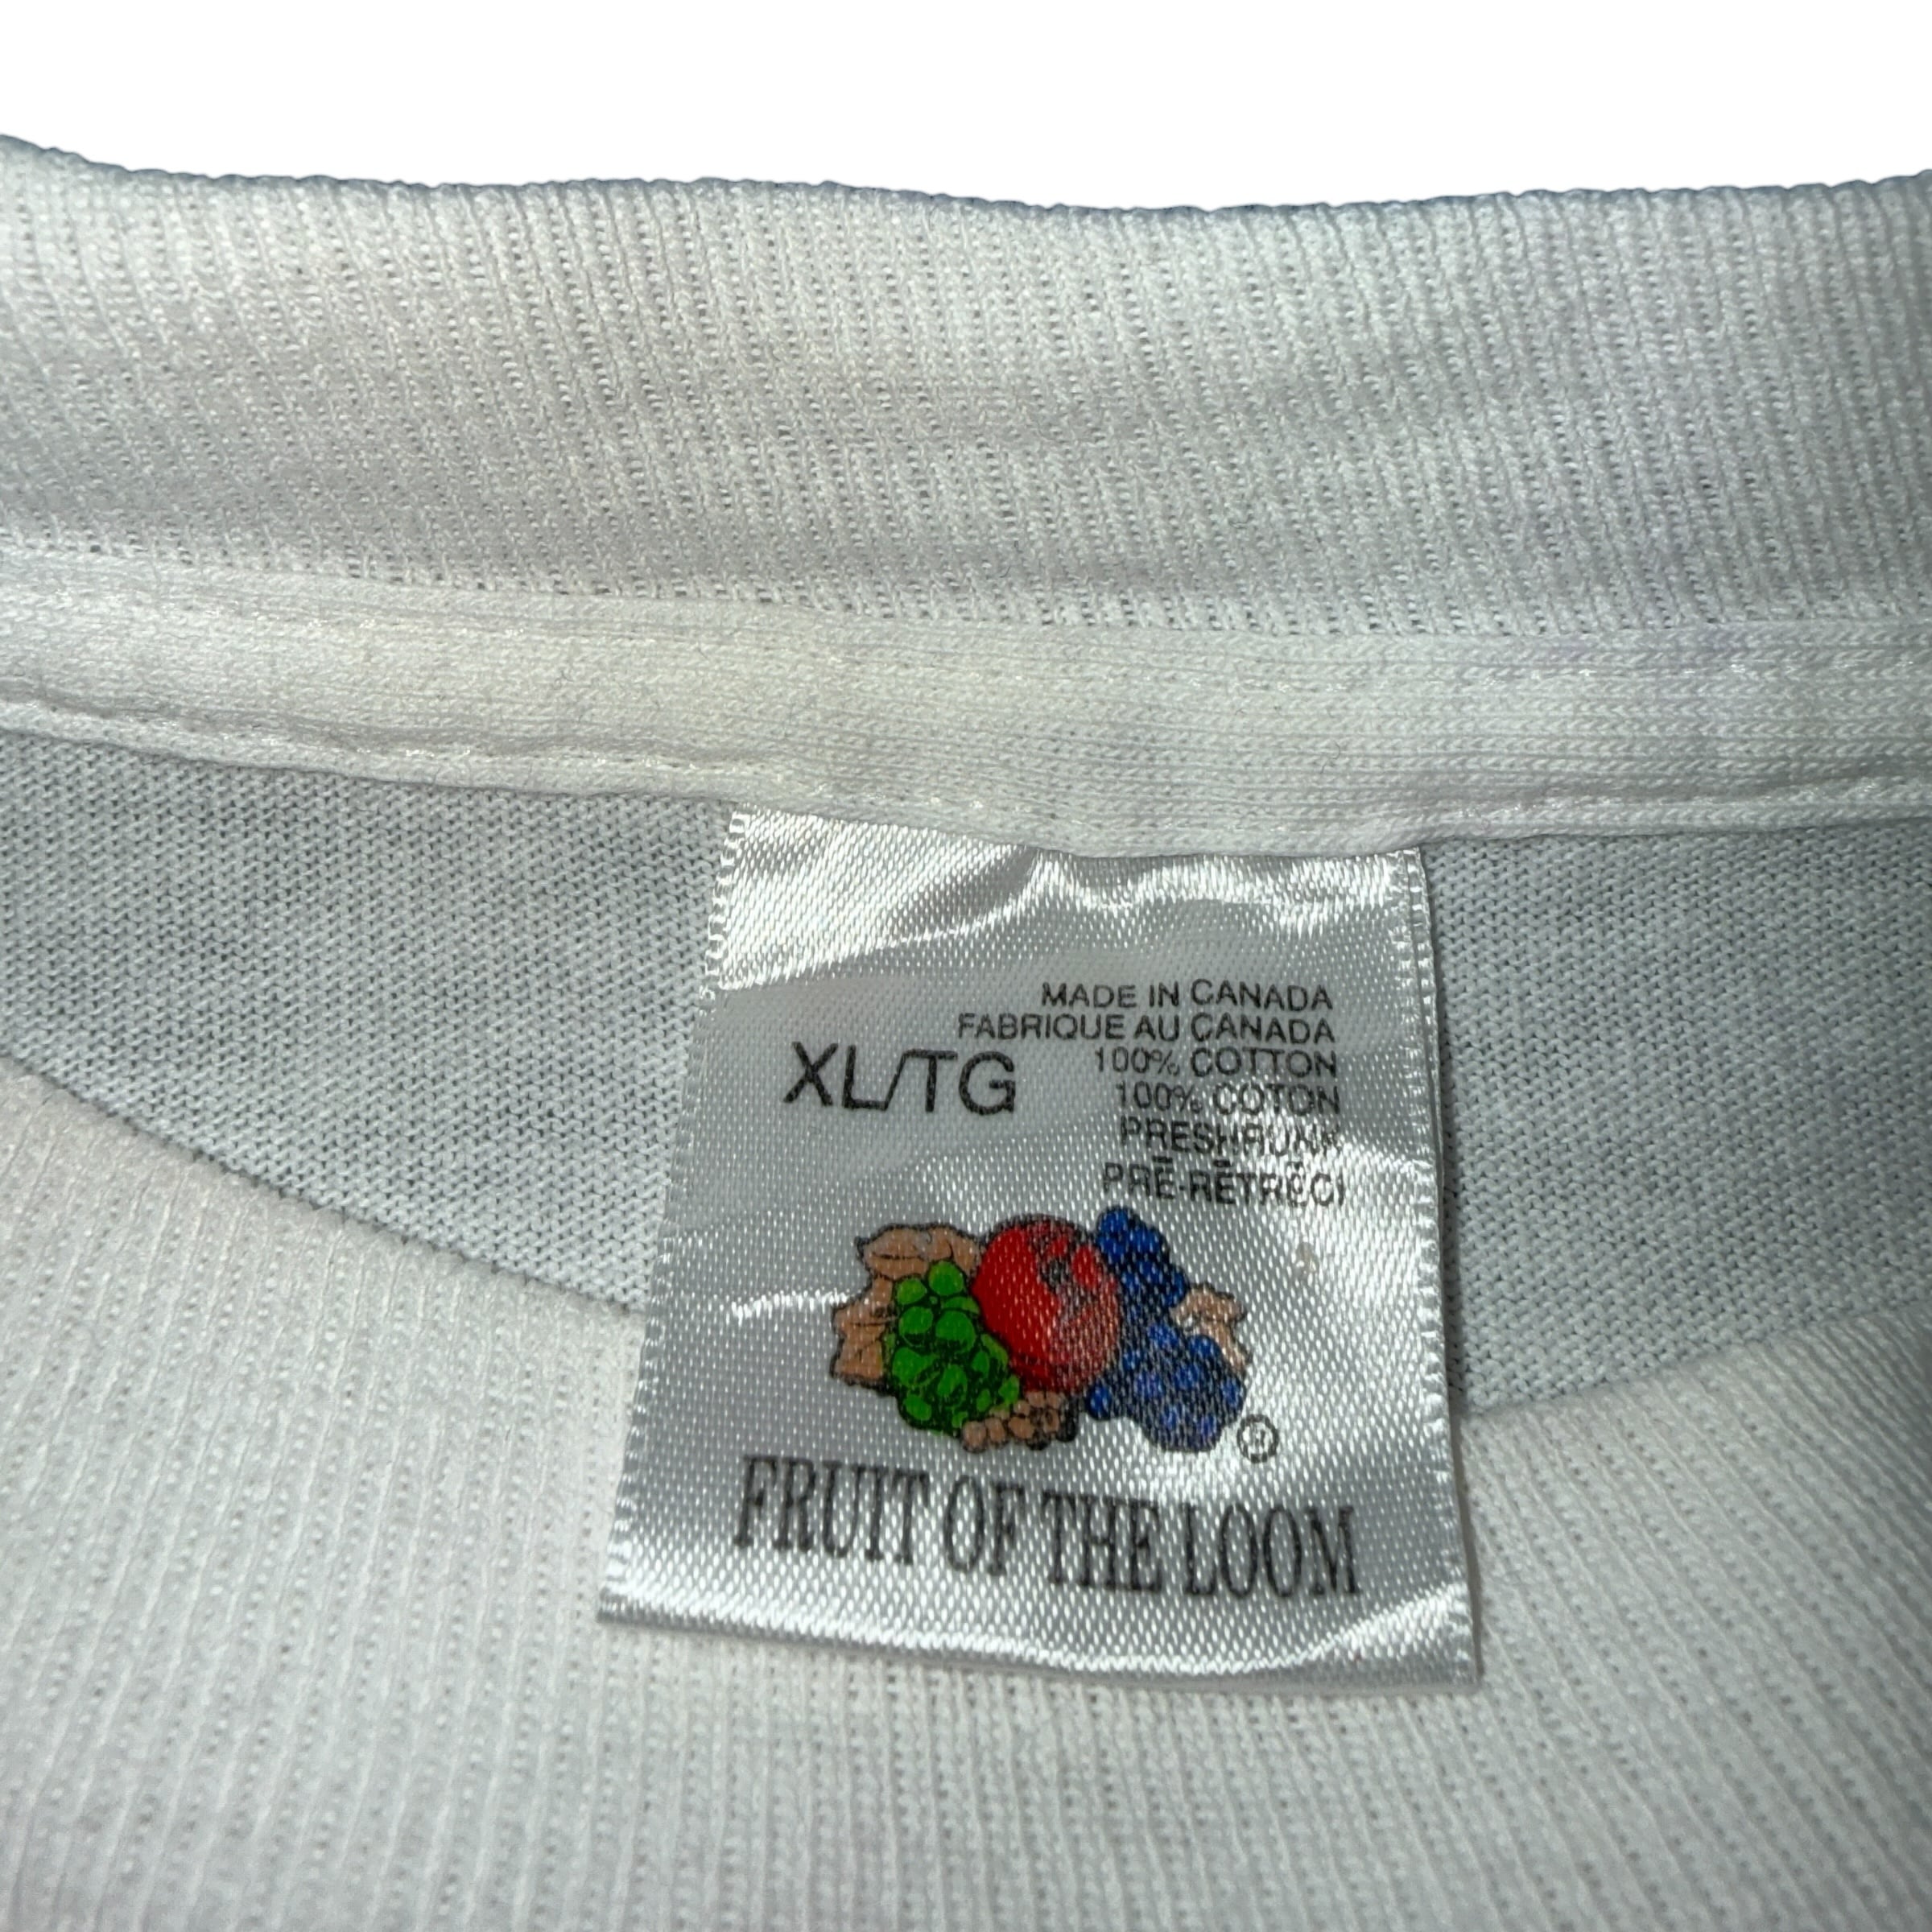 MADE IN CANADA
FABRIQUE AU CANADA
XL/TG
100% COTTON
100% COTON
PRESHRUNK
PRÉ-RÉTRÉCI
®
FRUIT OF THE LOOM